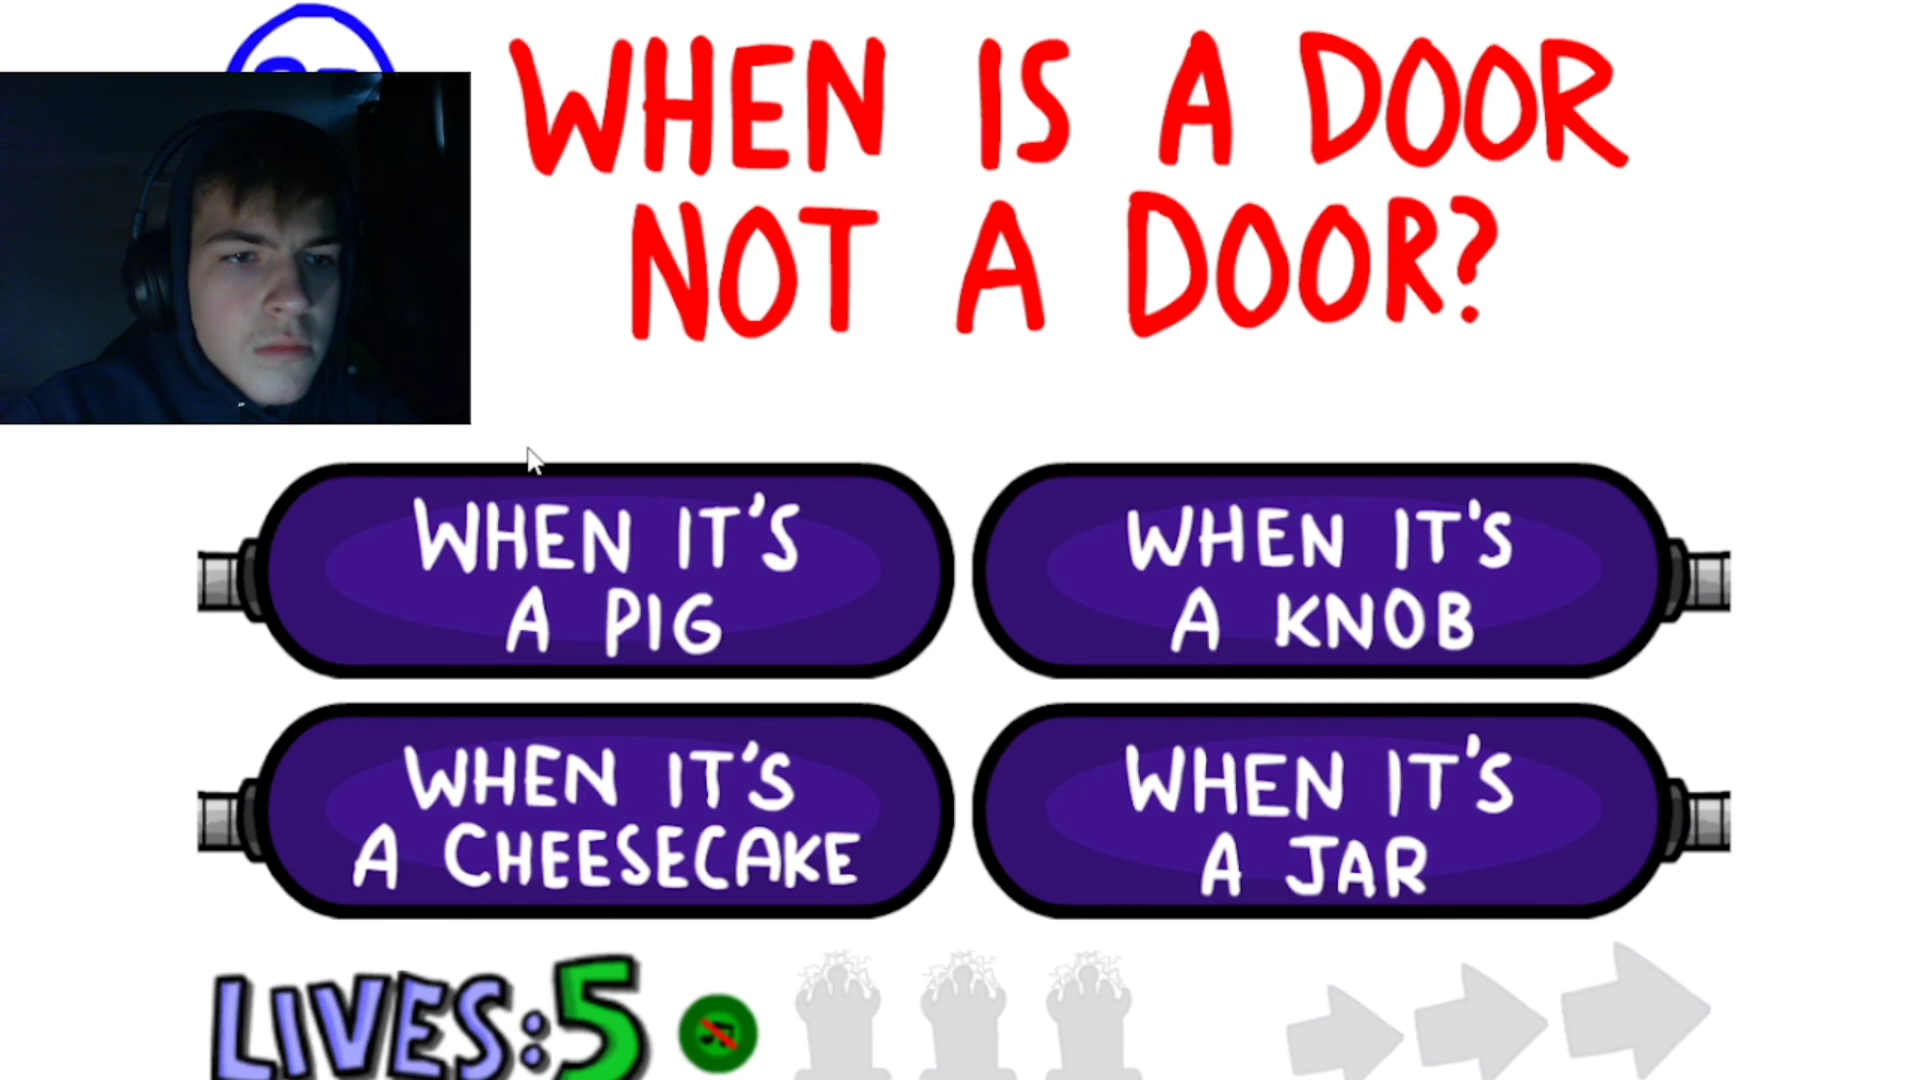 WHEN IS A DOOR
NOT A DOOR?
WHEN IT'S
A PIG
WHEN IT'S
A KNOB
WHEN IT'S
A CHEESECAKE
WHEN IT'S
A JAR
LIVES:5